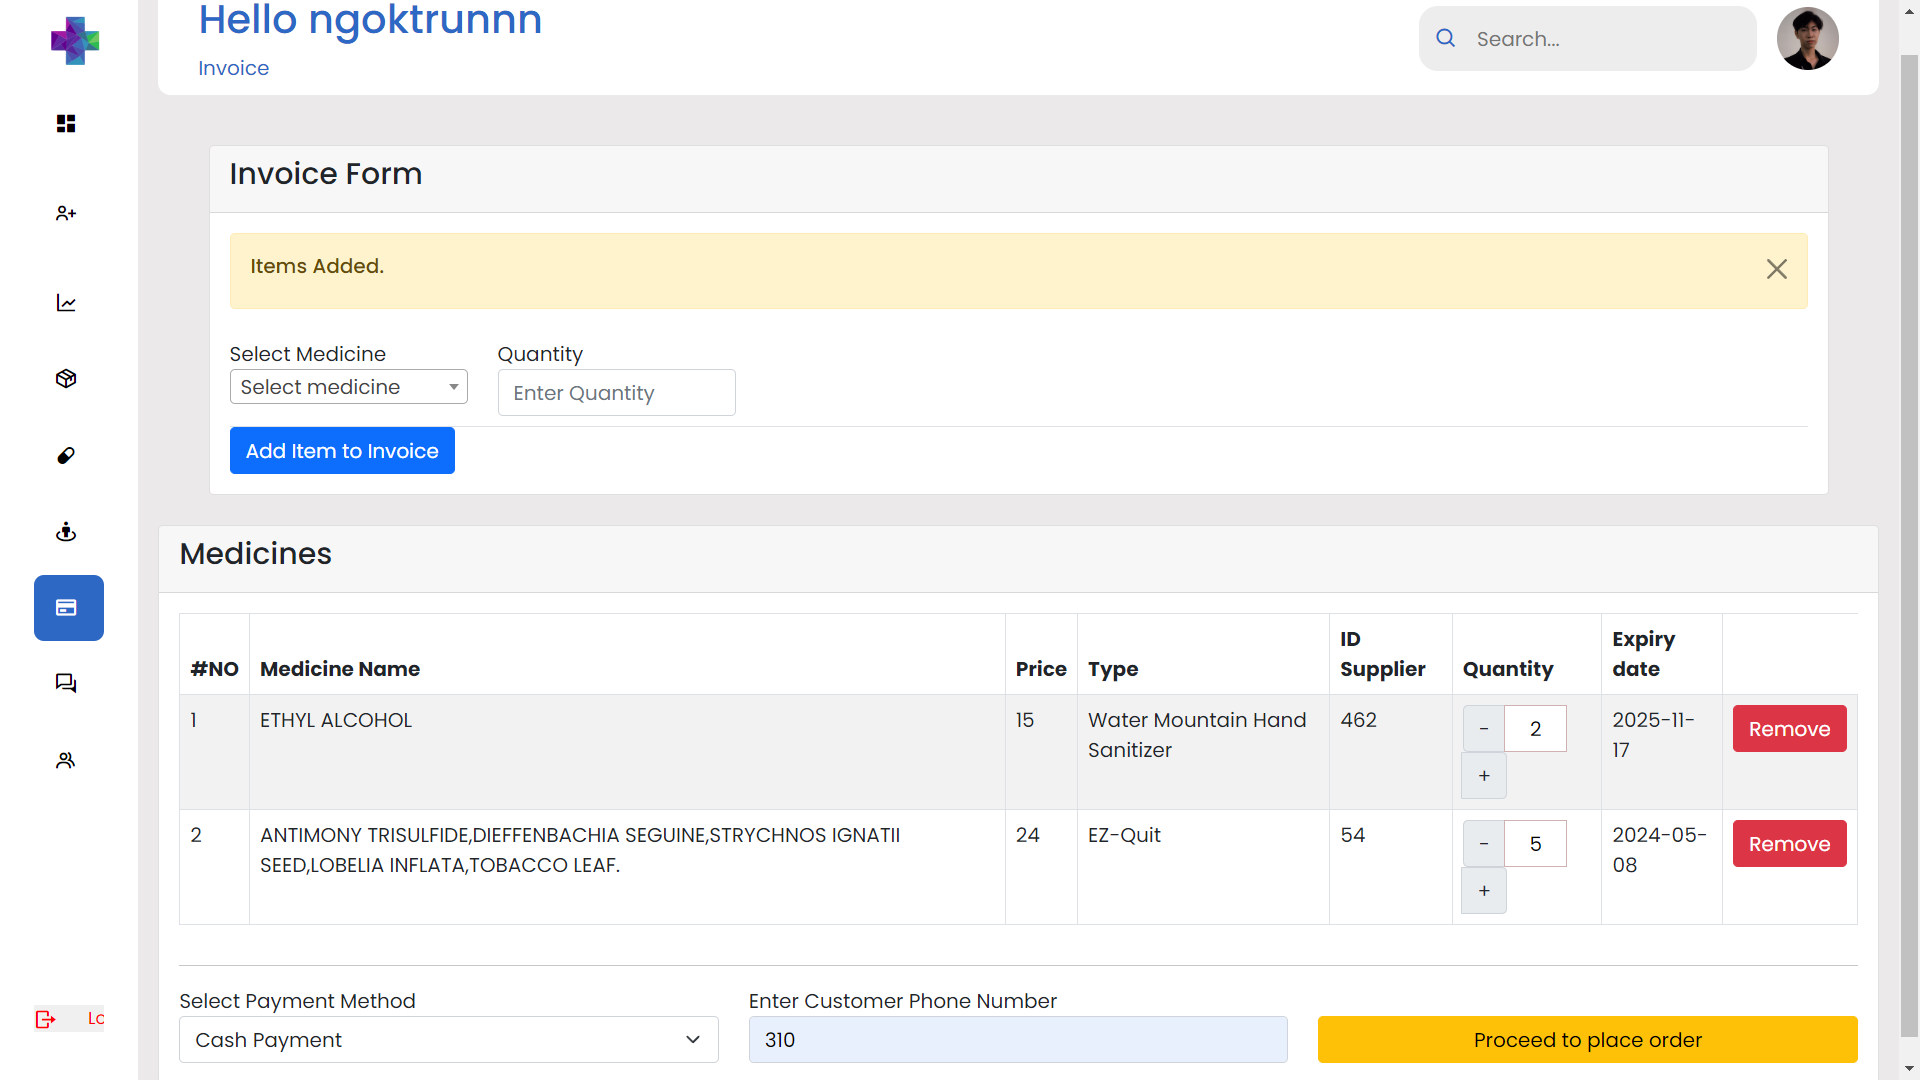 Hello ngoktrunnn
Invoice
Search...
Invoice Form
Items Added.
Select Medicine
Quantity
Select medicine
Enter Quantity
Add Item to Invoice
Medicines
#NO
Medicine Name
Price
Type
ID
Supplier
Quantity
Expiry
date
1
ETHYL ALCOHOL
15
Water Mountain Hand
Sanitizer
462
-
2
+
2025-11-
17
Remove
2
ANTIMONY TRISULFIDE,DIEFFENBACHIA SEGUINE,STRYCHNOS IGNATII
SEED,LOBELIA INFLATA,TOBACCO LEAF.
24
EZ-Quit
54
-
5
+
2024-05-
08
Remove
Select Payment Method
Cash Payment
Enter Customer Phone Number
310
Proceed to place order
Lo